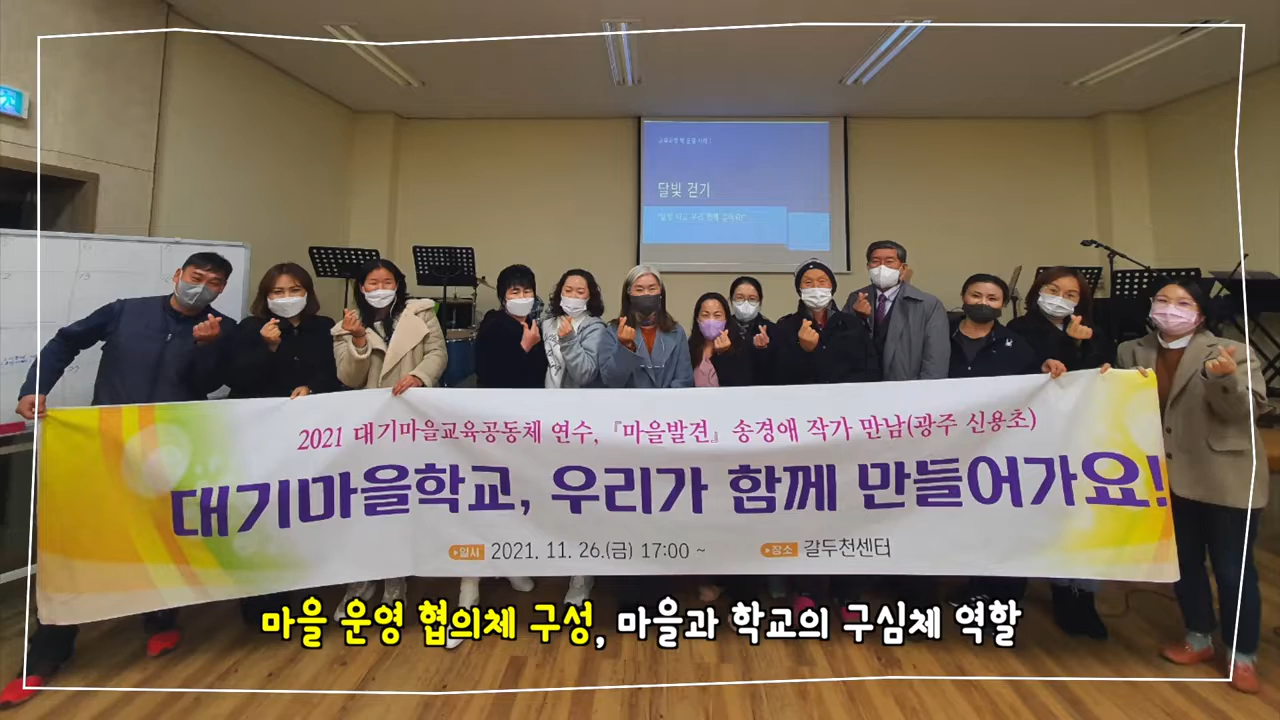 달빛 걷기
2021 대기마을교육공동체 연수, 『마을발견』 송경애 작가 만남(광주 신용초)
대기마을학교, 우리가 함께 만들어가요!
일시 2021. 11. 26.(금) 17:00 ~ 장소 갈두천센터
마을 운영 협의체 구성, 마을과 학교의 구심체 역할